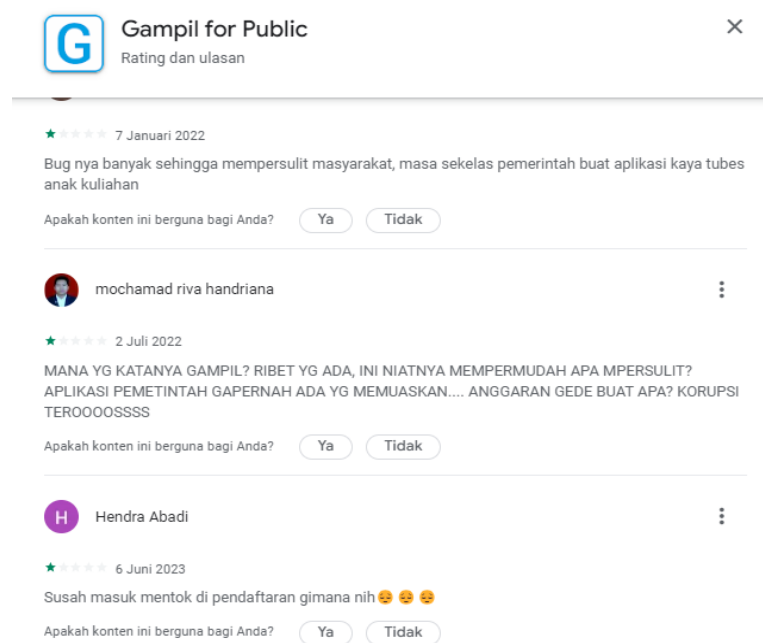 G
Gampil for Public
Rating dan ulasan
7 Januari 2022
Bug nya banyak sehingga mempersulit masyarakat, masa sekelas pemerintah buat aplikasi kaya tubes
anak kuliahan
Apakah konten ini berguna bagi Anda? Ya Tidak
mochamad riva handriana
2 Juli 2022
MANA YG KATANYA GAMPIL? RIBET YG ADA, INI NIATNYA MEMPERMUDAH APA MPERSULIT?
APLIKASI PEMETINTAH GAPERNAH ADA YG MEMUASKAN.... ANGGARAN GEDE BUAT APA? KORUPSI
TEROOOOSSSS
Apakah konten ini berguna bagi Anda? Ya Tidak
H Hendra Abadi
6 Juni 2023
Susah masuk mentok di pendaftaran gimana nih😔 😔 😔
Apakah konten ini berguna bagi Anda? Ya Tidak